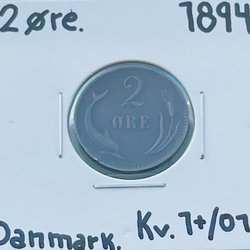 2 øre. 1894
2
ØRE
Danmark. Kv. 1+/01